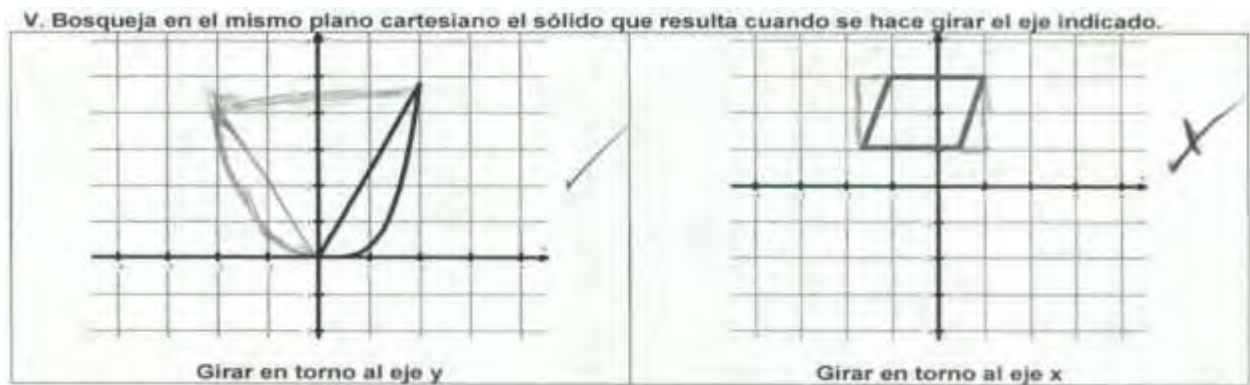 V. Bosqueja en el mismo plano cartesiano el sólido que resulta cuando se hace girar el eje indicado.
Girar en torno al eje y
Girar en torno al eje x